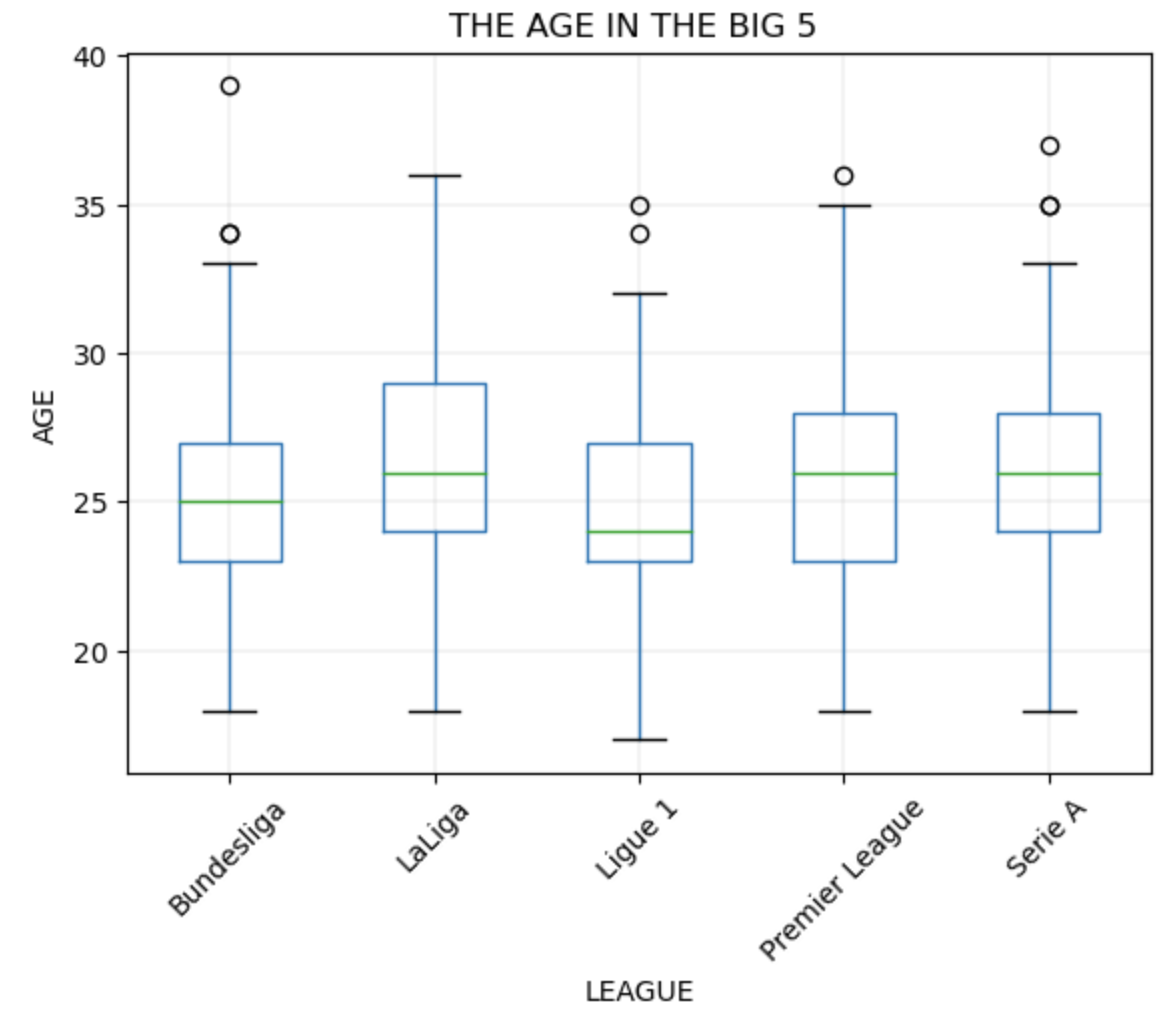 THE AGE IN THE BIG 5
40
35
30
25
20
AGE
Bundesliga
LaLiga
Ligue 1
Premier League
Serie A
LEAGUE